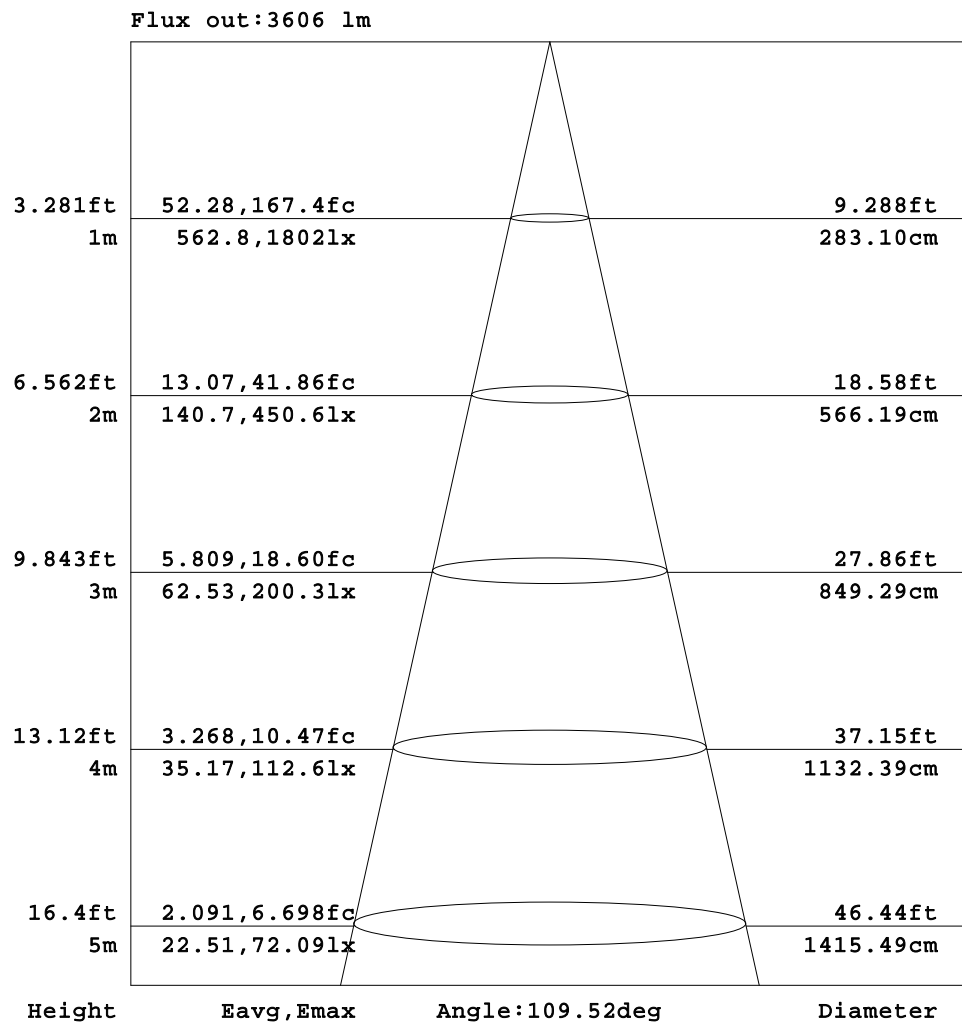 Flux out:3606 lm
3.281ft 52.28,167.4fc 9.288ft
1m 562.8,1802lx 283.10cm
6.562ft 13.07,41.86fc 18.58ft
2m 140.7,450.6lx 566.19cm
9.843ft 5.809,18.60fc 27.86ft
3m 62.53,200.3lx 849.29cm
13.12ft 3.268,10.47fc 37.15ft
4m 35.17,112.6lx 1132.39cm
16.4ft 2.091,6.698fc 46.44ft
5m 22.51,72.09lx 1415.49cm
Height Eavg,Emax Angle:109.52deg Diameter